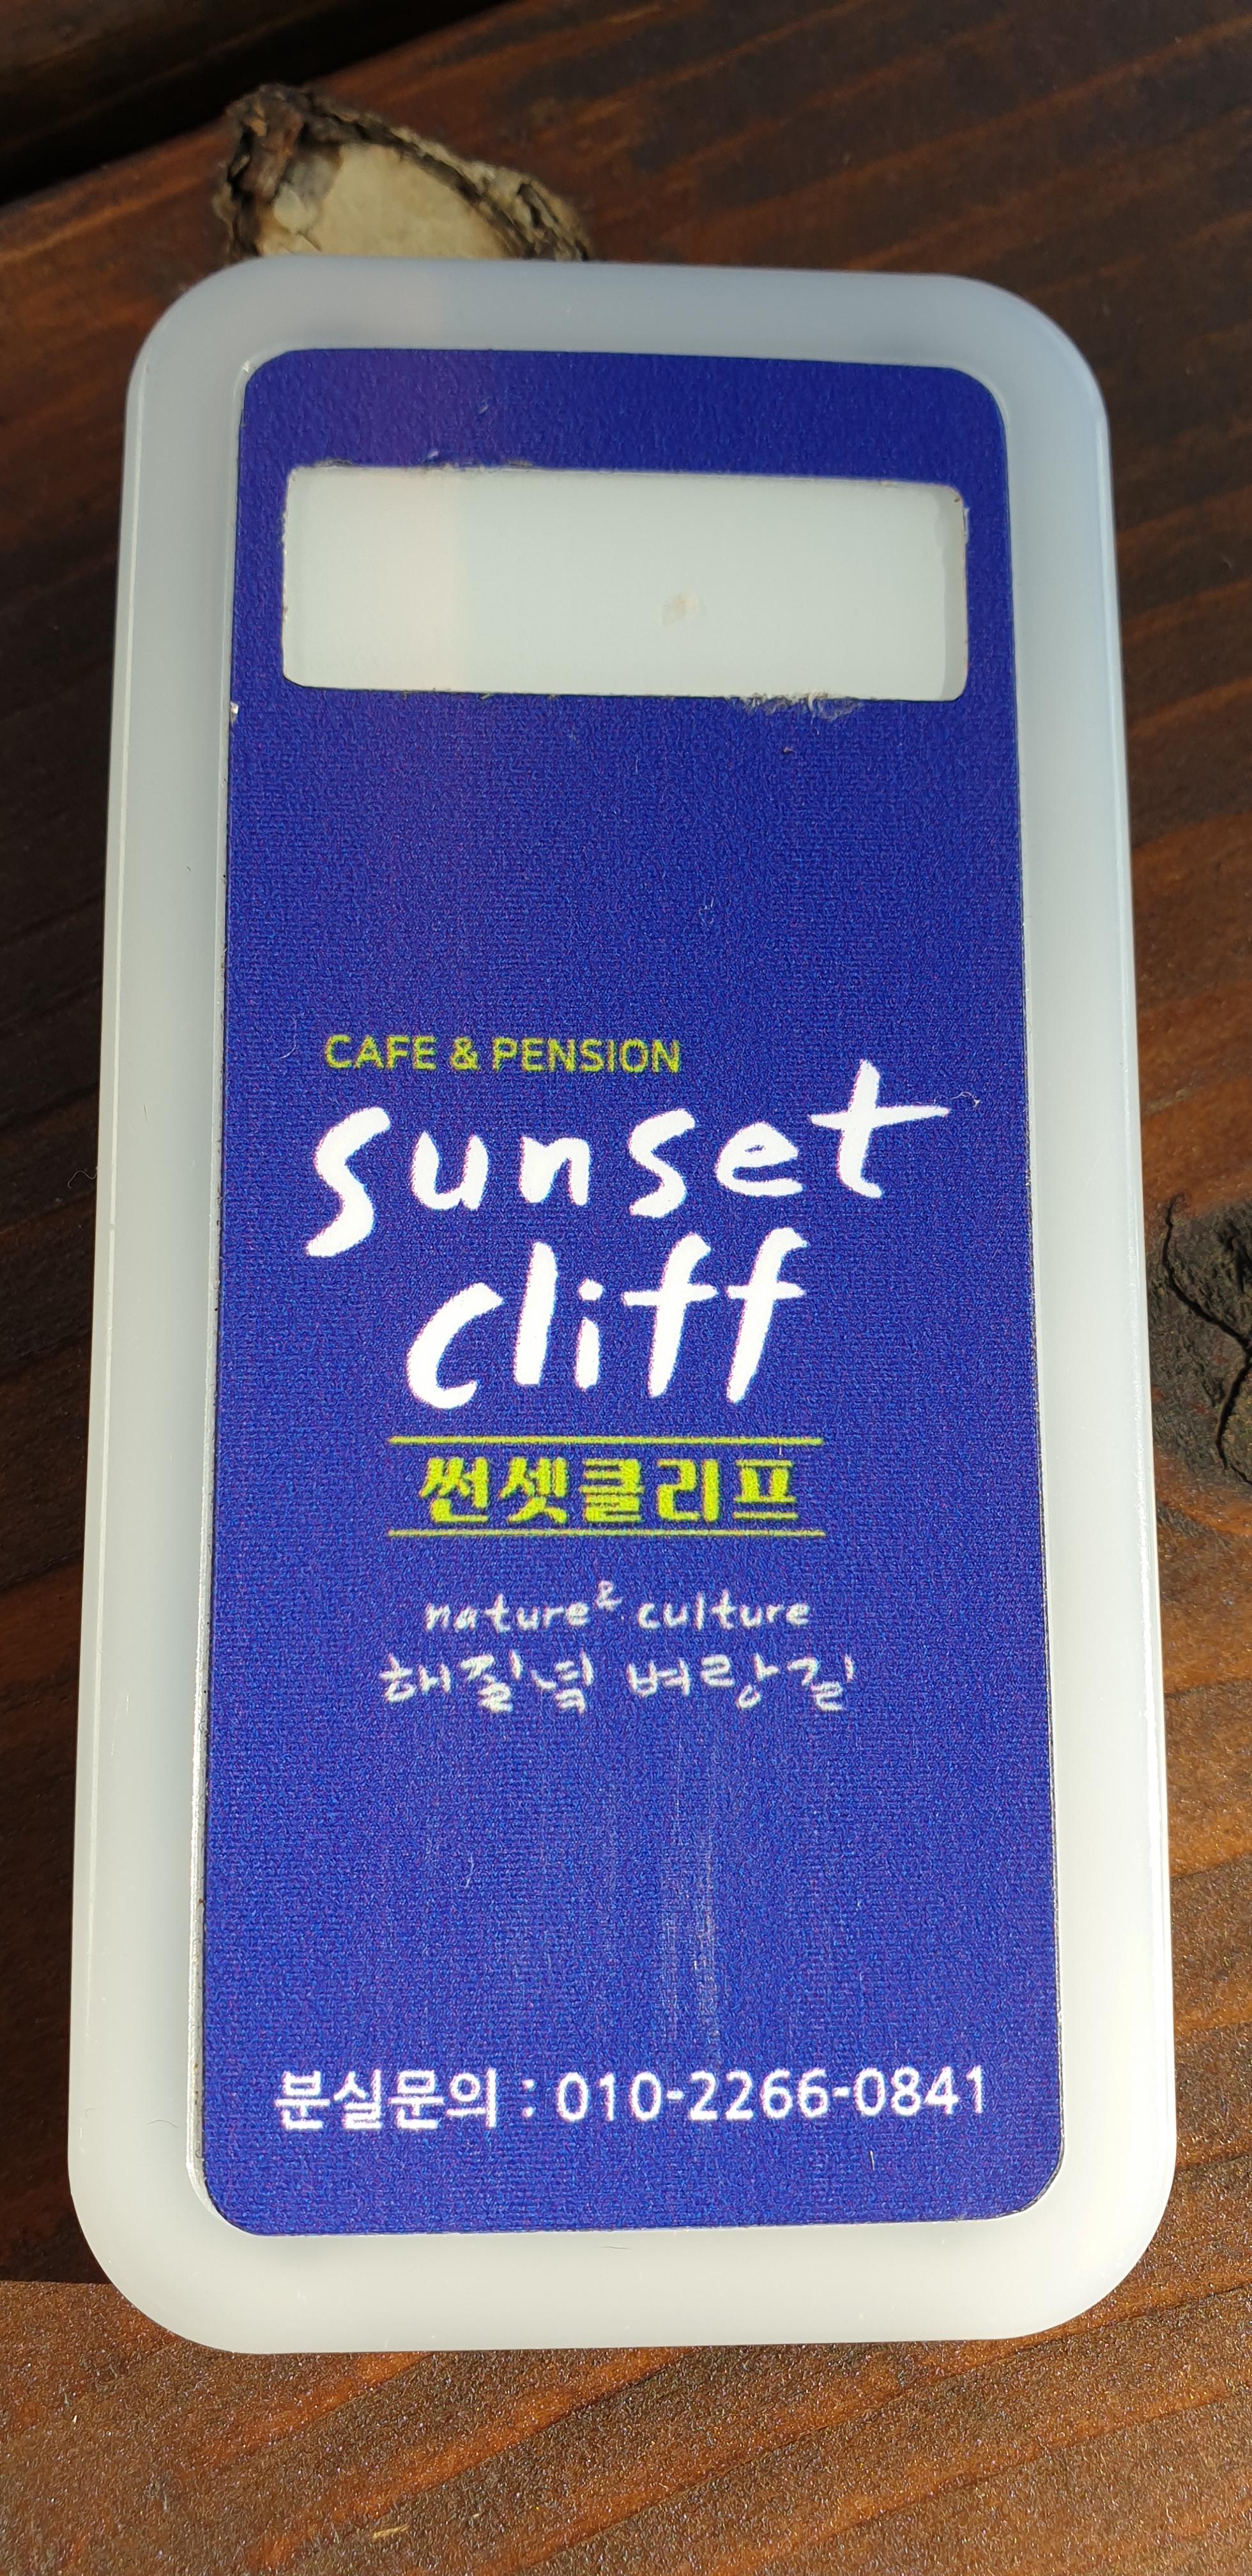 CAFE & PENSION
sunset
cliff
썬셋클리프
nature & culture
해질녘 벼랑길
분실문의 : 010-2266-0841